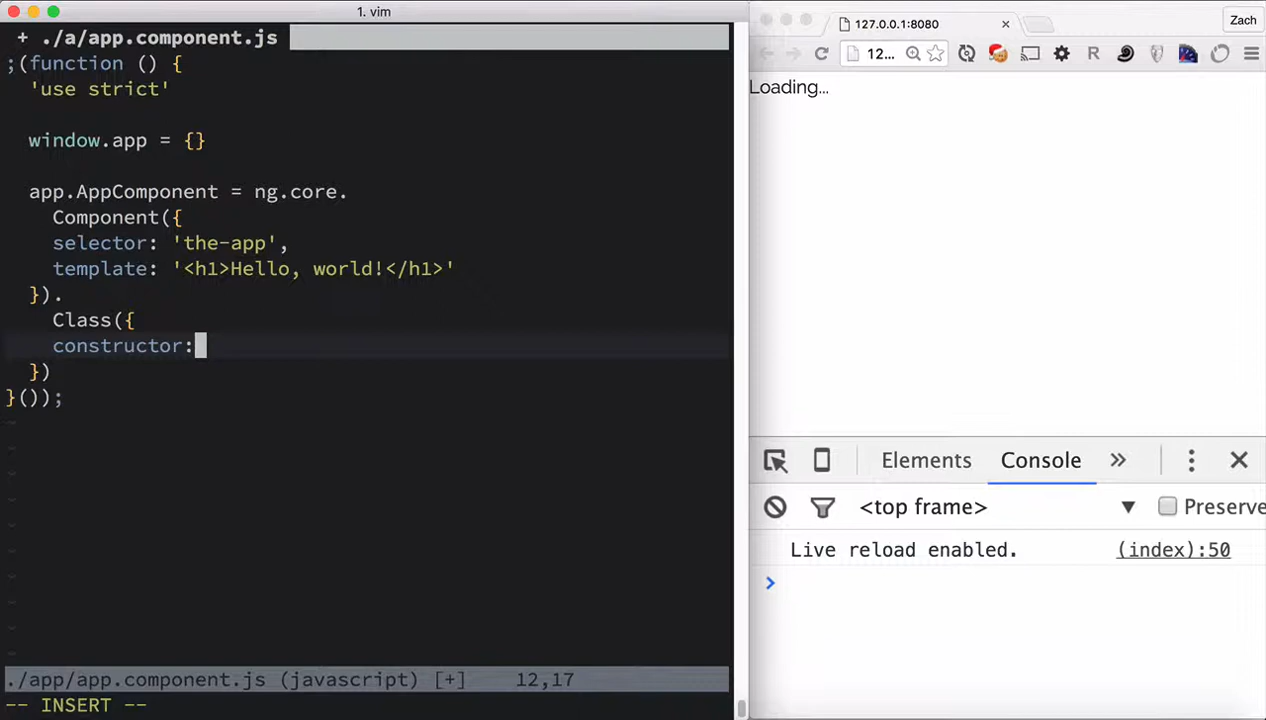 1. vim
+ ./a/app.component.js
;(function () {
'use strict'
window.app = {}
app.AppComponent = ng.core.
Component({
selector: 'the-app',
template: '<h1>Hello, world!</h1>'
}).
Class({
constructor:
})
}());
~
~
~
~
~
~
~
~
~
~
./app/app.component.js (javascript) [+] 12,17
-- INSERT --
127.0.0.1:8080
Zach
12...
R
Loading...
Elements Console »
<top frame> ▼ Preserve
Live reload enabled. (index):50
>